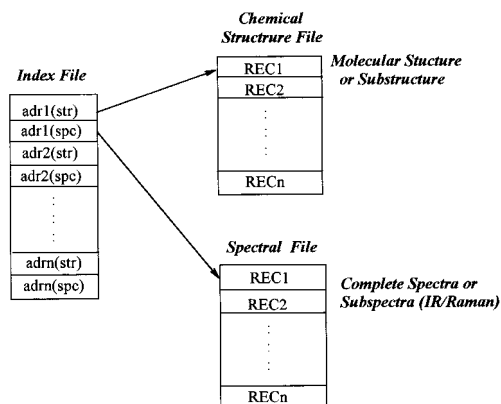 Chemical
Structrure File
Index File
Molecular Stucture
or Substructure
REC1
REC2
RECn
adr1(str)
adr1(spc)
adr2(str)
adr2(spc)
adrn(str)
adrn(spc)
Spectral File
Complete Spectra or
Subspectra (IR/Raman)
REC1
REC2
RECn